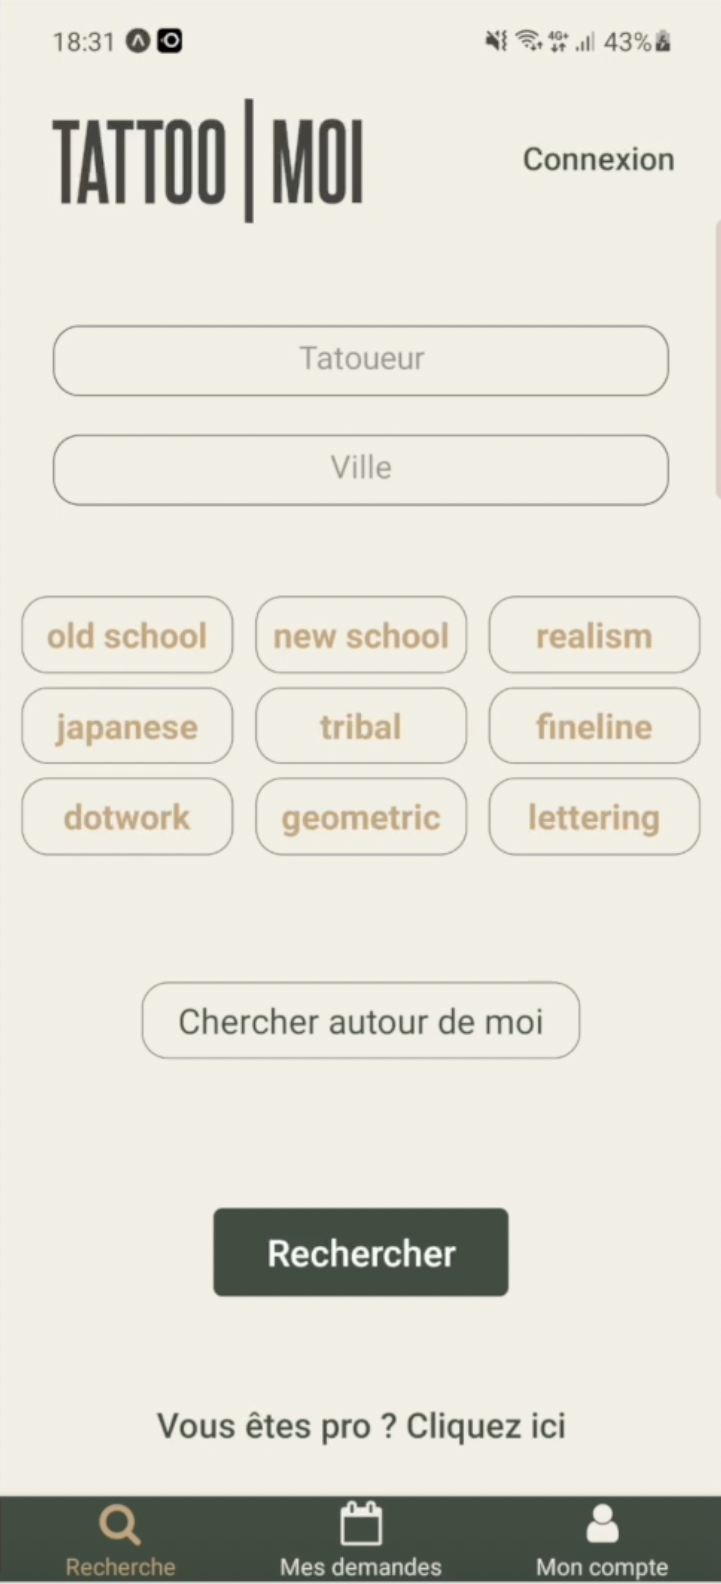 18:31 4G+ 43%
TATTOO | MOI
Connexion
Tatoueur
Ville
old school new school realism
japanese tribal fineline
dotwork geometric lettering
Chercher autour de moi
Rechercher
Vous êtes pro ? Cliquez ici
Recherche Mes demandes Mon compte